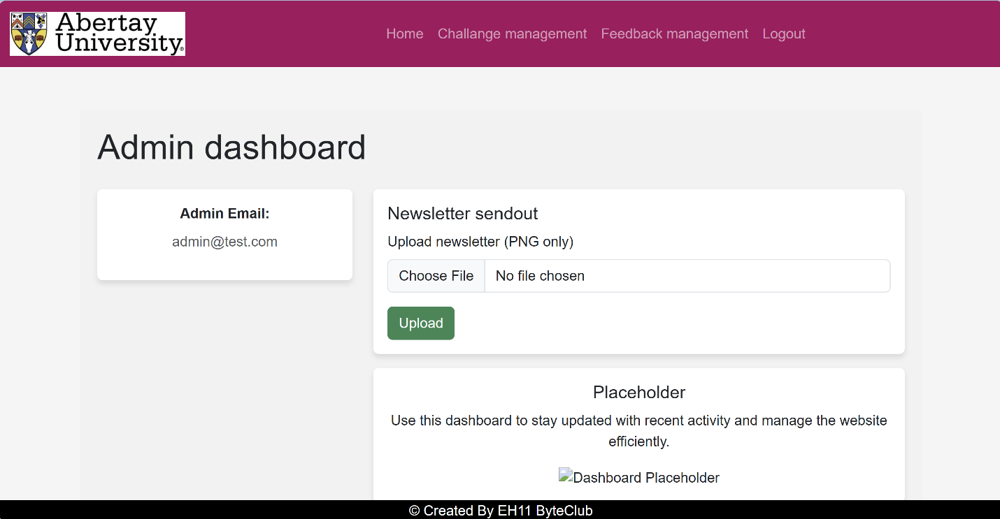 Abertay
University®
Home Challange management Feedback management Logout
Admin dashboard
Admin Email:
admin@test.com
Newsletter sendout
Upload newsletter (PNG only)
Choose File No file chosen
Upload
Placeholder
Use this dashboard to stay updated with recent activity and manage the website
efficiently.
Dashboard Placeholder
© Created By EH11 ByteClub